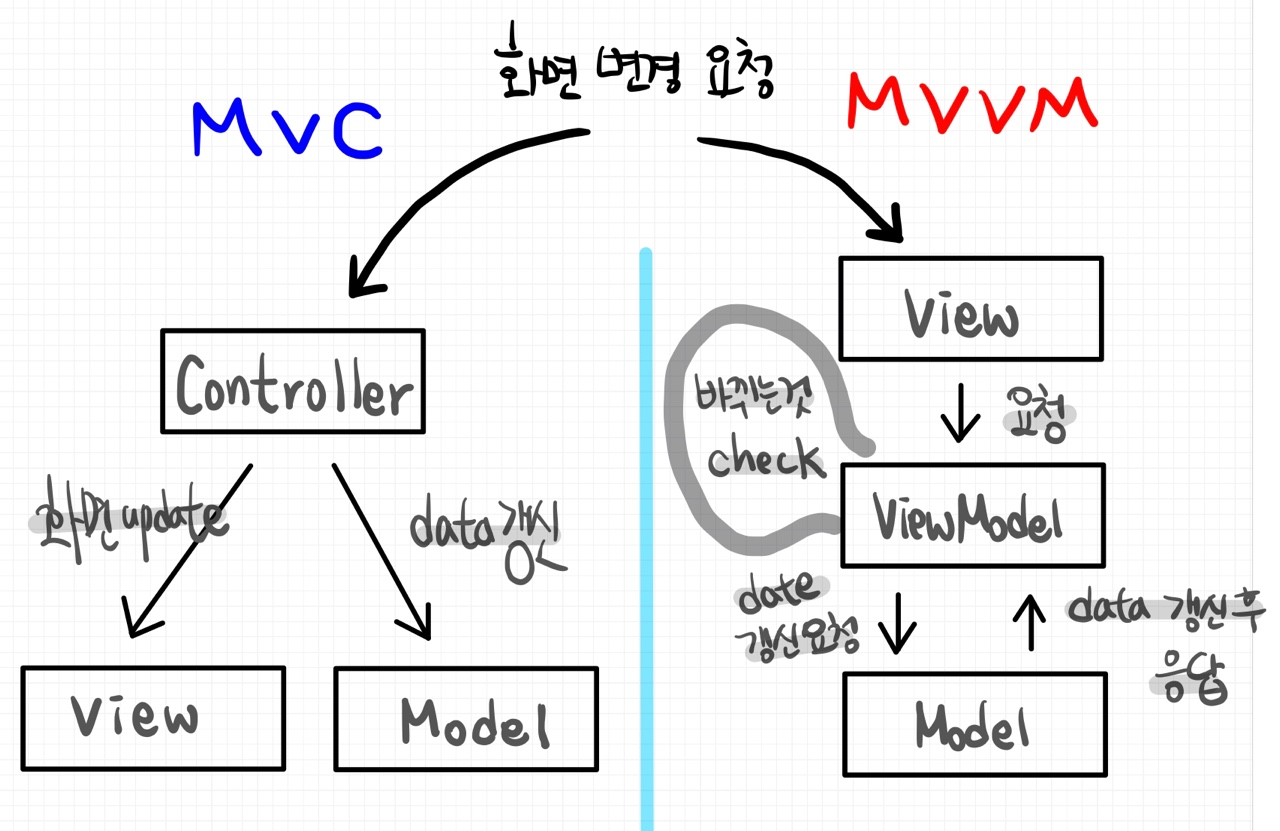 화면 변경 요청
MVC
Controller
화면 update
data 갱신
View
Model
MVVM
View
요청
바뀌는것
check
ViewModel
date
갱신요청
data 갱신 후
응답
Model